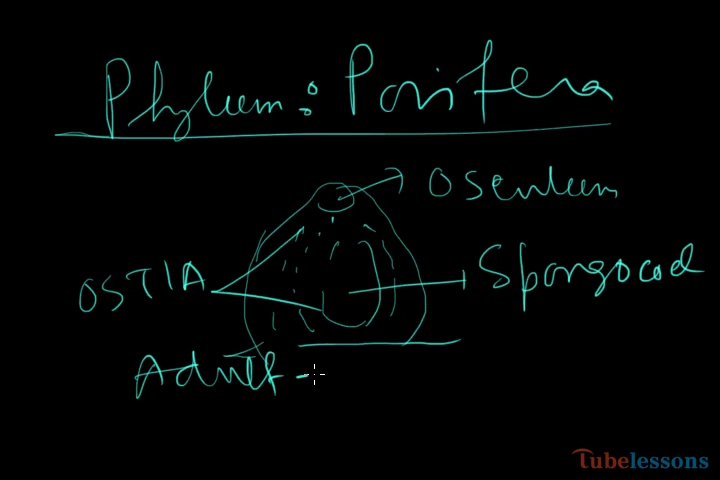 Phylum : Porifera
Osculum
OSTIA
Spongocoel
Adult -
Tubelessons